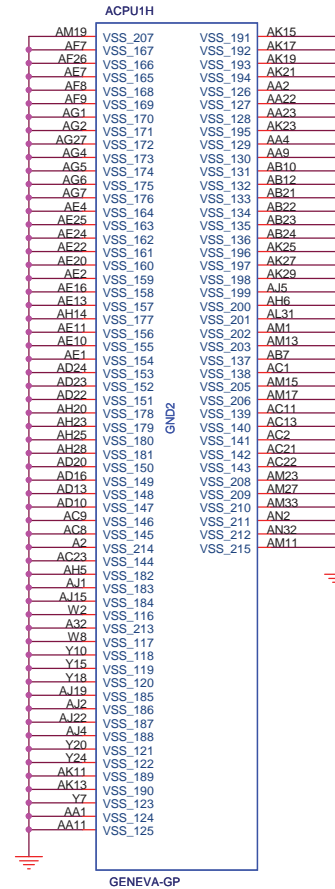 ACPU1H
AM19 VSS_207 VSS_191 AK15
AF7 VSS_167 VSS_192 AK17
AF26 VSS_166 VSS_193 AK19
AE7 VSS_165 VSS_194 AK21
AF8 VSS_168 VSS_126 AA2
AF9 VSS_169 VSS_127 AA22
AG1 VSS_170 VSS_128 AA23
AG2 VSS_171 VSS_195 AK23
AG27 VSS_172 VSS_129 AA4
AG4 VSS_173 VSS_130 AA9
AG5 VSS_174 VSS_131 AB10
AG6 VSS_175 VSS_132 AB12
AG7 VSS_176 VSS_133 AB21
AE4 VSS_164 VSS_134 AB22
AE25 VSS_163 VSS_135 AB23
AE24 VSS_162 VSS_136 AB24
AE22 VSS_161 VSS_196 AK25
AE20 VSS_160 VSS_197 AK27
AE2 VSS_159 VSS_198 AK29
AE16 VSS_158 VSS_199 AJ5
AE13 VSS_157 VSS_200 AH6
AH14 VSS_177 VSS_201 AL31
AE11 VSS_156 VSS_202 AM1
AE10 VSS_155 VSS_203 AM13
AE1 VSS_154 VSS_137 AB7
AD24 VSS_153 VSS_138 AC1
AD23 VSS_152 VSS_205 AM15
AD22 VSS_151 VSS_206 AM17
AH20 VSS_178 VSS_139 AC11
AH23 VSS_179 VSS_140 AC13
AH25 VSS_180 VSS_141 AC2
AH28 VSS_181 VSS_142 AC21
AD20 VSS_150 VSS_143 AC22
AD16 VSS_149 VSS_208 AM23
AD13 VSS_148 VSS_209 AM27
AD10 VSS_147 VSS_210 AM33
AC9 VSS_146 VSS_211 AN2
AC8 VSS_145 VSS_212 AN32
A2 VSS_214 VSS_215 AM11
GND2
AC23 VSS_144
AH5 VSS_182
AJ1 VSS_183
AJ15 VSS_184
W2 VSS_116
A32 VSS_213
W8 VSS_117
Y10 VSS_118
Y15 VSS_119
Y18 VSS_120
AJ19 VSS_185
AJ2 VSS_186
AJ22 VSS_187
AJ4 VSS_188
Y20 VSS_121
Y24 VSS_122
AK11 VSS_189
AK13 VSS_190
Y7 VSS_123
AA1 VSS_124
AA11 VSS_125
GENEVA-GP